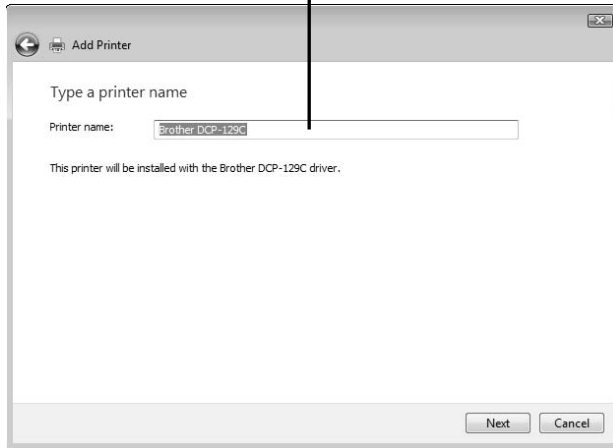 Add Printer
Type a printer name
Printer name: Brother DCP-129C
This printer will be installed with the Brother DCP-129C driver.
Next Cancel